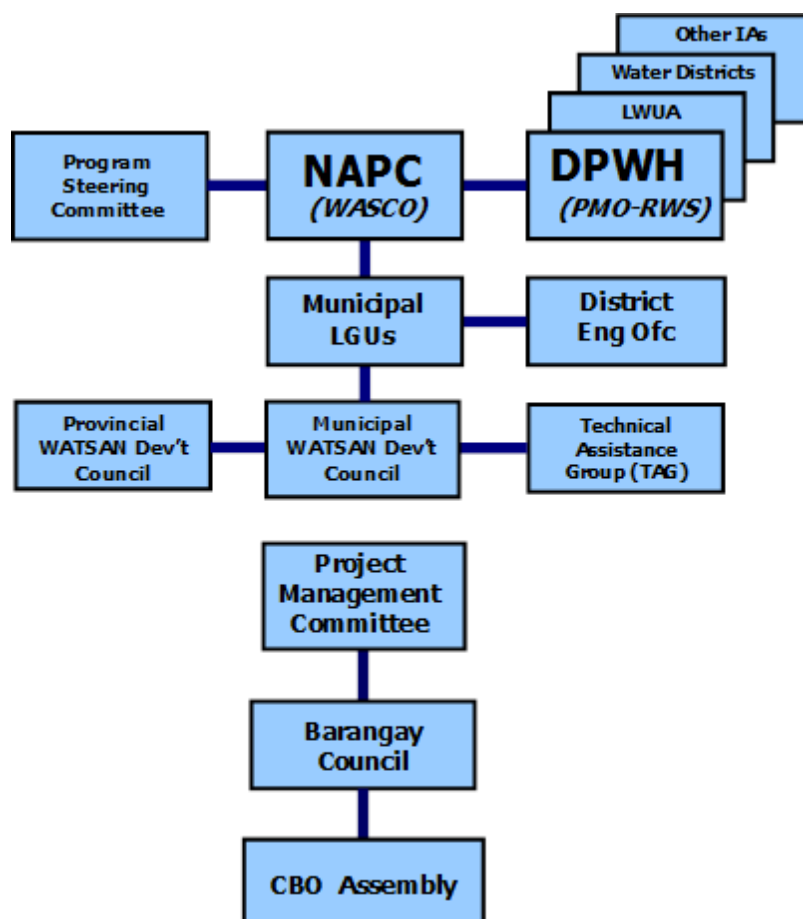 Other IAs
Water Districts
LWUA
Program
Steering
Committee
NAPC
(WASCO)
DPWH
(PMO-RWS)
Municipal
LGUs
District
Eng Ofc
Provincial
WATSAN Dev't
Council
Municipal
WATSAN Dev't
Council
Technical
Assistance
Group (TAG)
Project
Management
Committee
Barangay
Council
CBO Assembly